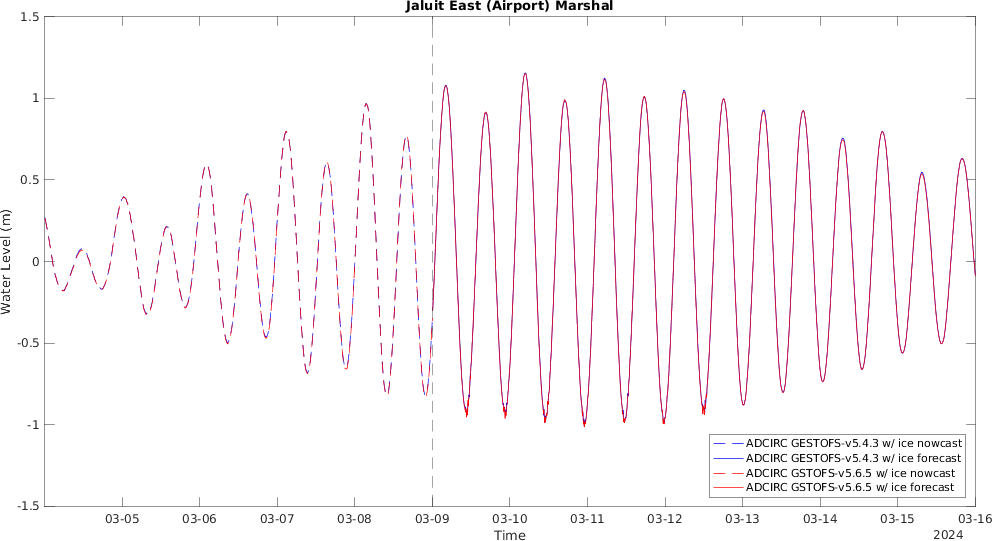 Jaluit East (Airport) Marshal
1.5
1
0.5
0
-0.5
-1
-1.5
Water Level (m)
ADCIRC GESTOFS-v5.4.3 w/ ice nowcast
ADCIRC GESTOFS-v5.4.3 w/ ice forecast
ADCIRC GSTOFS-v5.6.5 w/ ice nowcast
ADCIRC GSTOFS-v5.6.5 w/ ice forecast
03-05 03-06 03-07 03-08 03-09 03-10 03-11 03-12 03-13 03-14 03-15 03-16
Time
2024